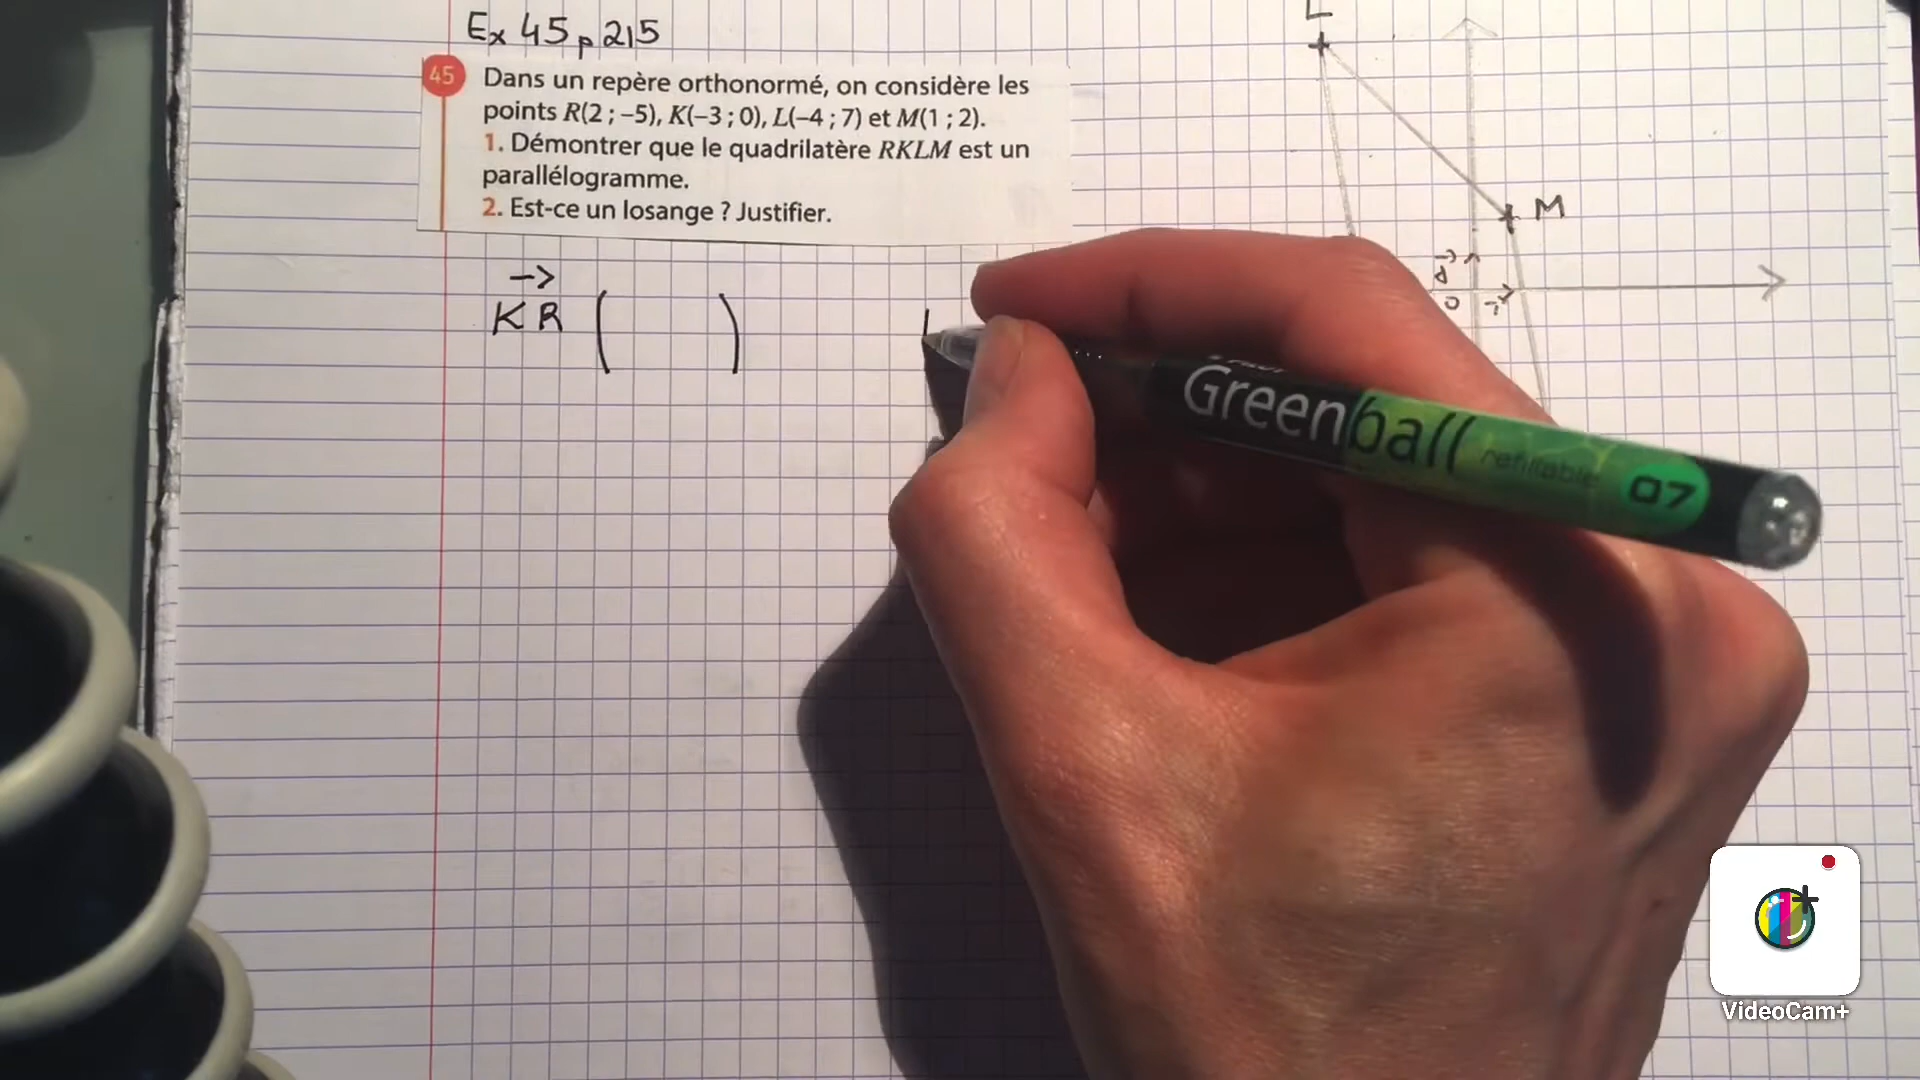 Ex 45 p 215
45 Dans un repère orthonormé, on considère les
points R(2 ; –5), K(–3 ; 0), L(–4 ; 7) et M(1 ; 2).
1. Démontrer que le quadrilatère RKLM est un
parallélogramme.
2. Est-ce un losange ? Justifier.
KR ( )
L
M
O
Greenball
refillable 07
VideoCam+